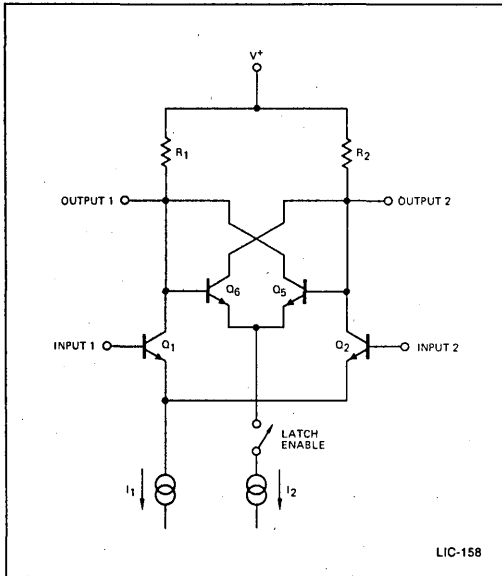 V+
R1
R2
OUTPUT 1
OUTPUT 2
Q6
Q5
INPUT 1
Q1
Q2
INPUT 2
LATCH
ENABLE
I1
I2
LIC-158